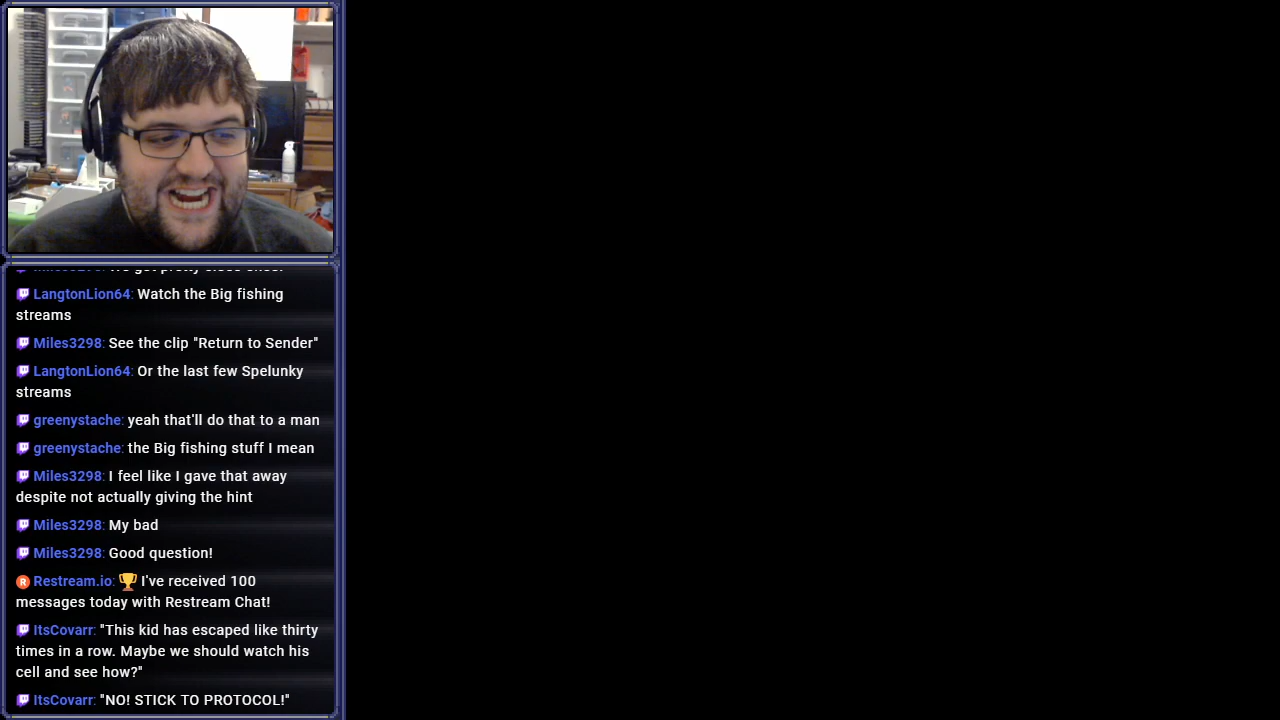 LangtonLion64: Watch the Big fishing
streams
Miles3298: See the clip "Return to Sender"
LangtonLion64: Or the last few Spelunky
streams
greenystache: yeah that'll do that to a man
greenystache: the Big fishing stuff I mean
Miles3298: I feel like I gave that away
despite not actually giving the hint
Miles3298: My bad
Miles3298: Good question!
Restream.io: 🏆 I've received 100
messages today with Restream Chat!
ItsCovarr: "This kid has escaped like thirty
times in a row. Maybe we should watch his
cell and see how?"
ItsCovarr: "NO! STICK TO PROTOCOL!"